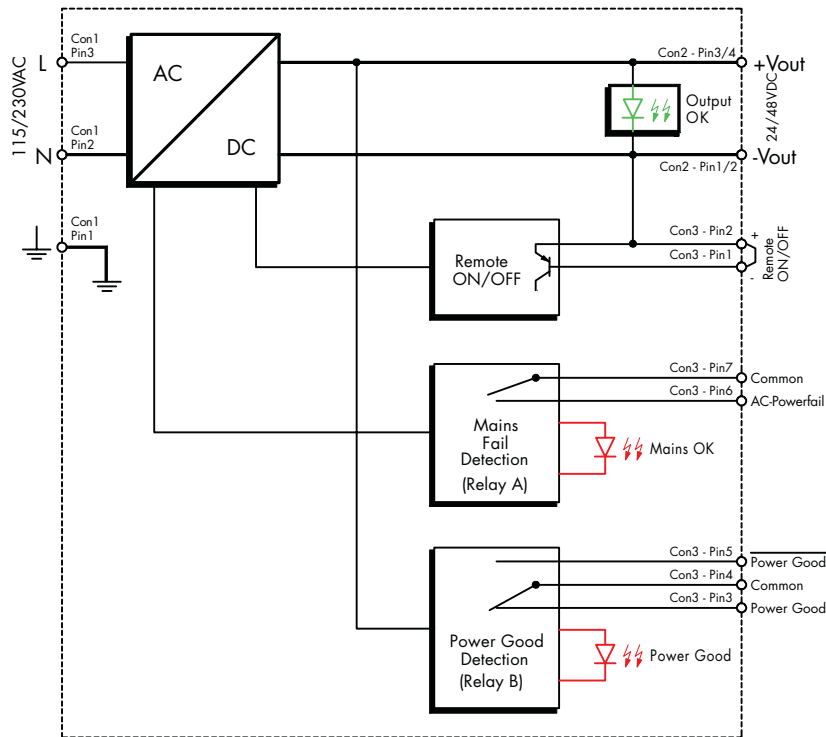 115/230VAC
L
Con1
Pin3
N
Con1
Pin2
Con1
Pin1
AC
DC
Con2 - Pin3/4
+Vout
Output
OK
24/48VDC
-Vout
Con2 - Pin1/2
Remote
ON/OFF
Con3 - Pin2
+
Con3 - Pin1
-
Remote
ON/OFF
Mains
Fail
Detection
(Relay A)
Con3 - Pin7
Common
Con3 - Pin6
AC-Powerfail
Mains OK
Power Good
Detection
(Relay B)
Con3 - Pin5
Power Good
Con3 - Pin4
Common
Con3 - Pin3
Power Good
Power Good